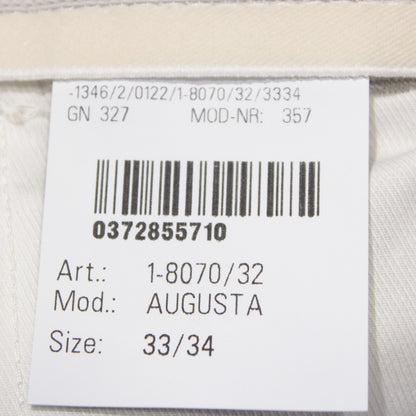 -1346/2/0122/1-8070/32/3334
GN 327 MOD-NR: 357
0372855710
Art.: 1-8070/32
Mod.: AUGUSTA
Size: 33/34